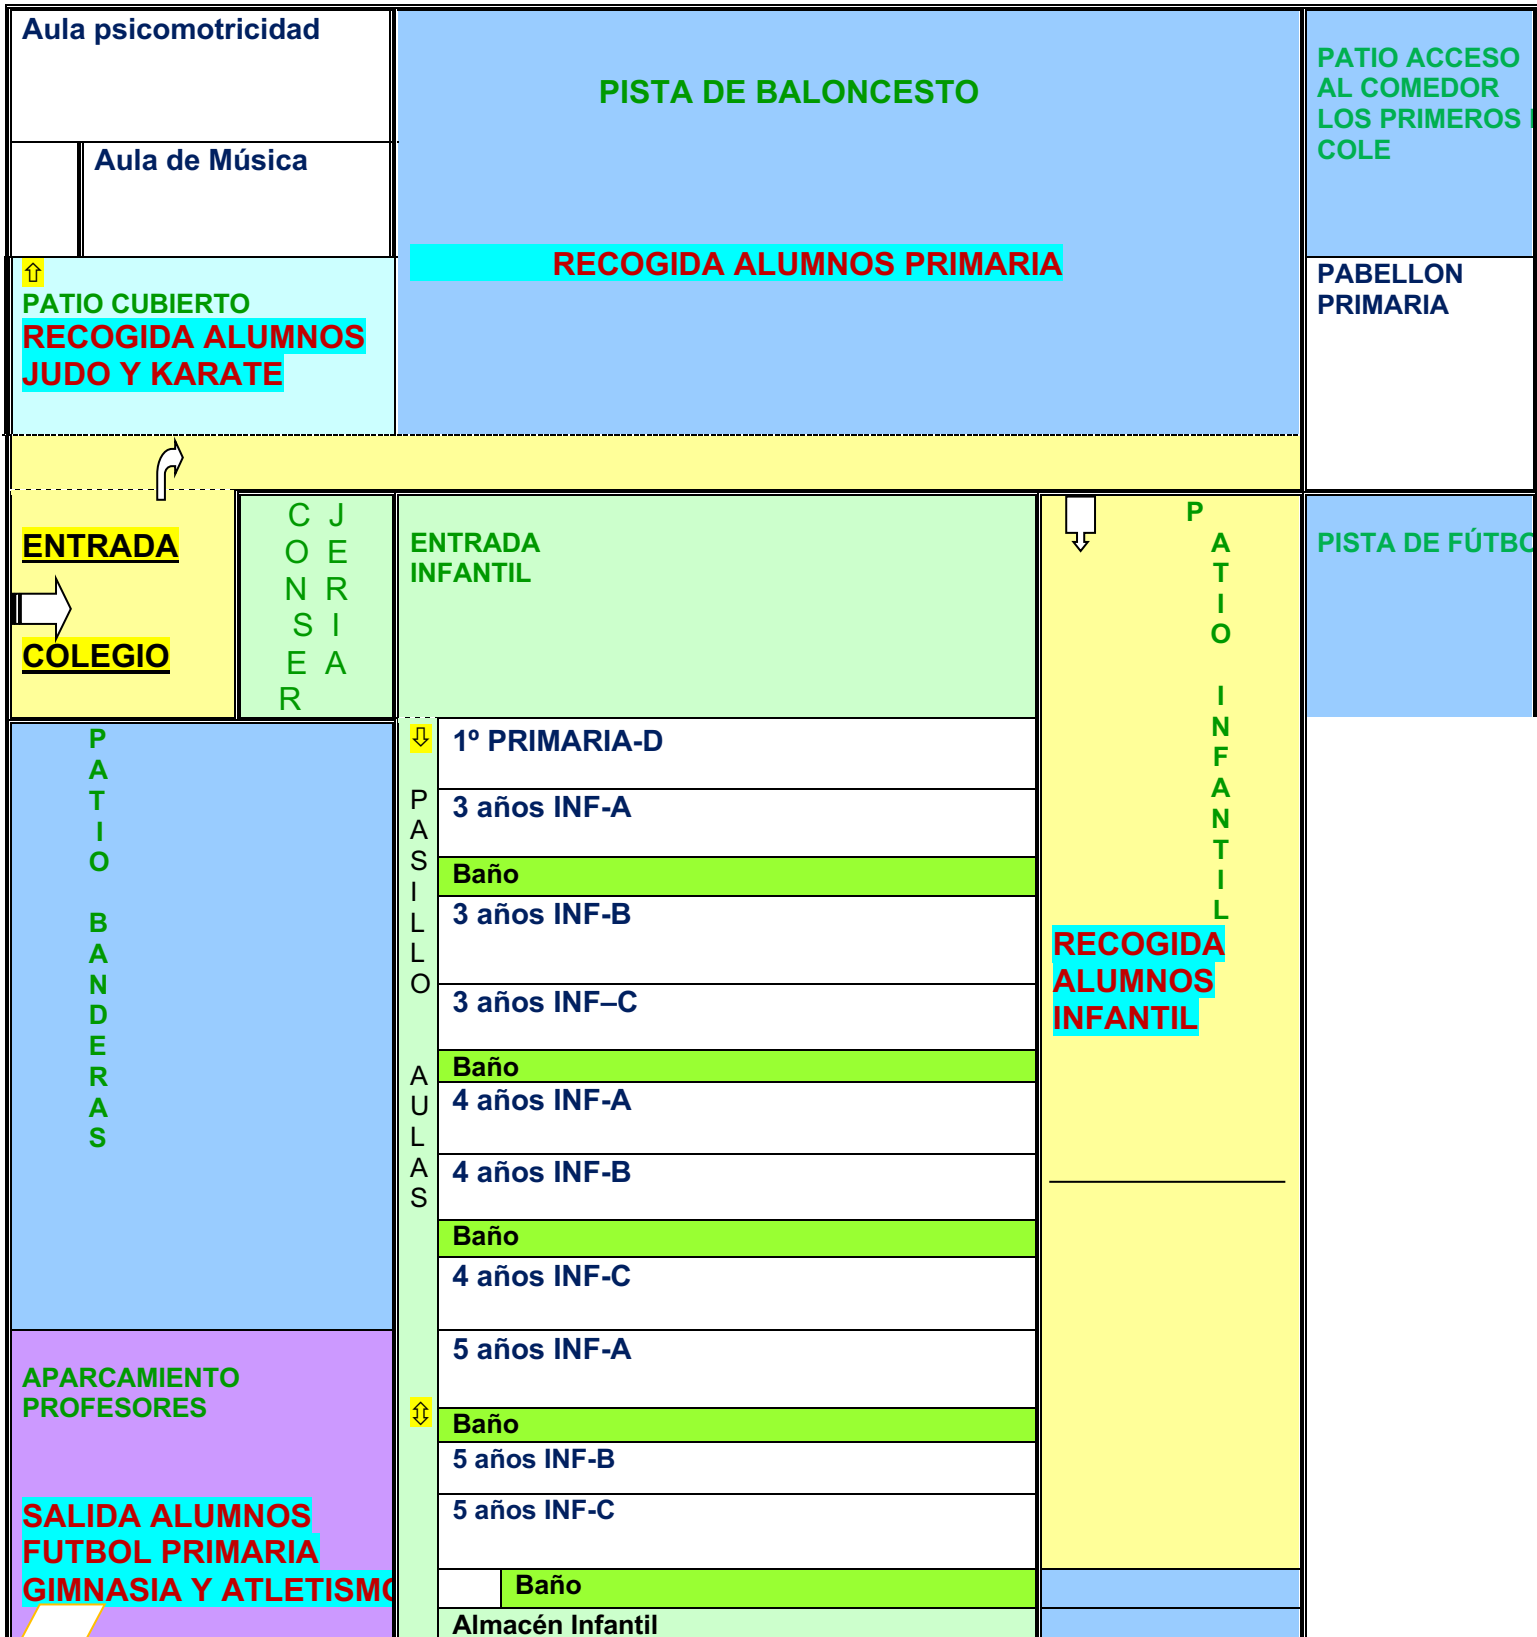 Aula psicomotricidad
PISTA DE BALONCESTO
PATIO ACCESO
AL COMEDOR
LOS PRIMEROS
COLE
Aula de Música
RECOGIDA ALUMNOS PRIMARIA
PATIO CUBIERTO
RECOGIDA ALUMNOS
JUDO Y KARATE
PABELLON
PRIMARIA
ENTRADA
COLEGIO
CONSER
JERIA
ENTRADA
INFANTIL
PATIO INFANTIL
PISTA DE FÚTBO
PATIO BANDERAS
PASILLO AULAS
1º PRIMARIA-D
3 años INF-A
Baño
3 años INF-B
3 años INF–C
Baño
4 años INF-A
4 años INF-B
Baño
4 años INF-C
5 años INF-A
Baño
5 años INF-B
5 años INF-C
Baño
Almacén Infantil
RECOGIDA
ALUMNOS
INFANTIL
APARCAMIENTO
PROFESORES
SALIDA ALUMNOS
FUTBOL PRIMARIA
GIMNASIA Y ATLETISMO